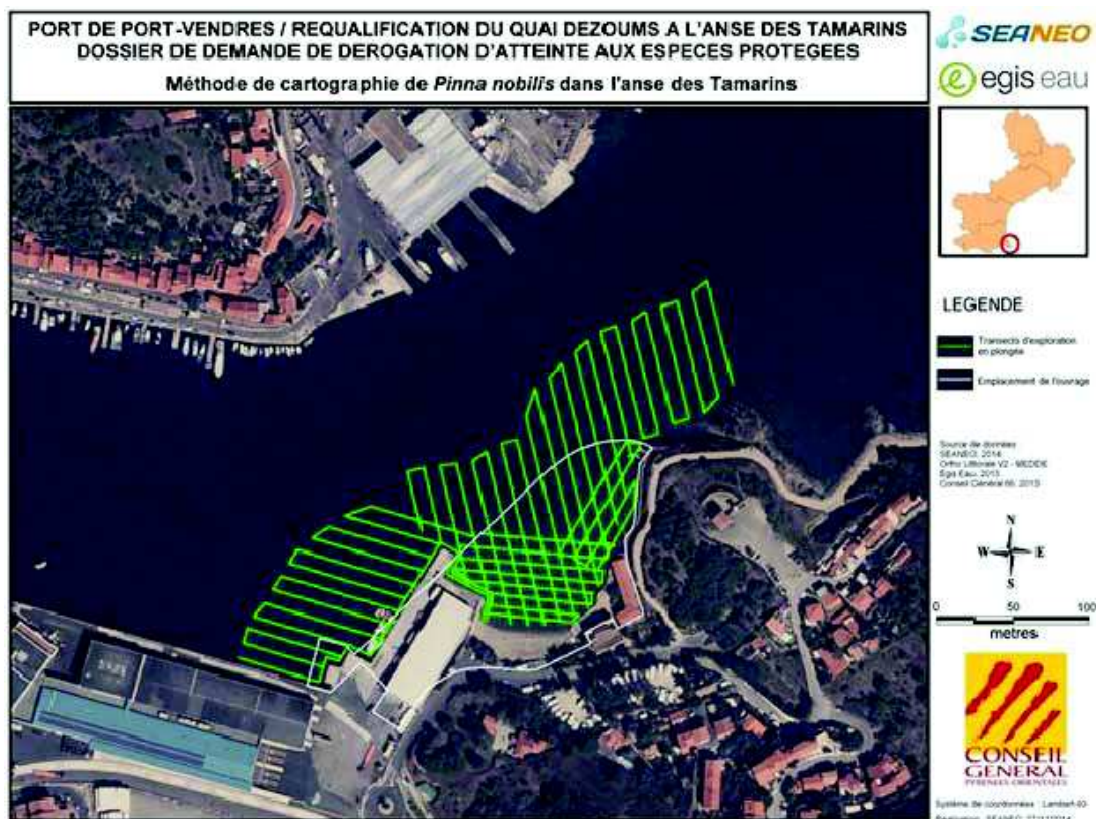 PORT DE PORT-VENDRES / REQUALIFICATION DU QUAI DEZOUMS A L'ANSE DES TAMARINS
DOSSIER DE DEMANDE DE DEROGATION D'ATTEINTE AUX ESPECES PROTEGEES
Méthode de cartographie de Pinna nobilis dans l'anse des Tamarins
SEANEO
egis eau
LEGENDE
Transects d'exploration
en plongée
Emplacement de l'ouvrage
Source de données
SEANEO, 2014
Ortho Littorale V2 - MEDDE
Egis Eau, 2013
Conseil Général 66, 2013
N
W E
S
0 50 100
metres
CONSEIL
GENERAL
PYRENEES ORIENTALES
Système de coordonnées : Lambert 93